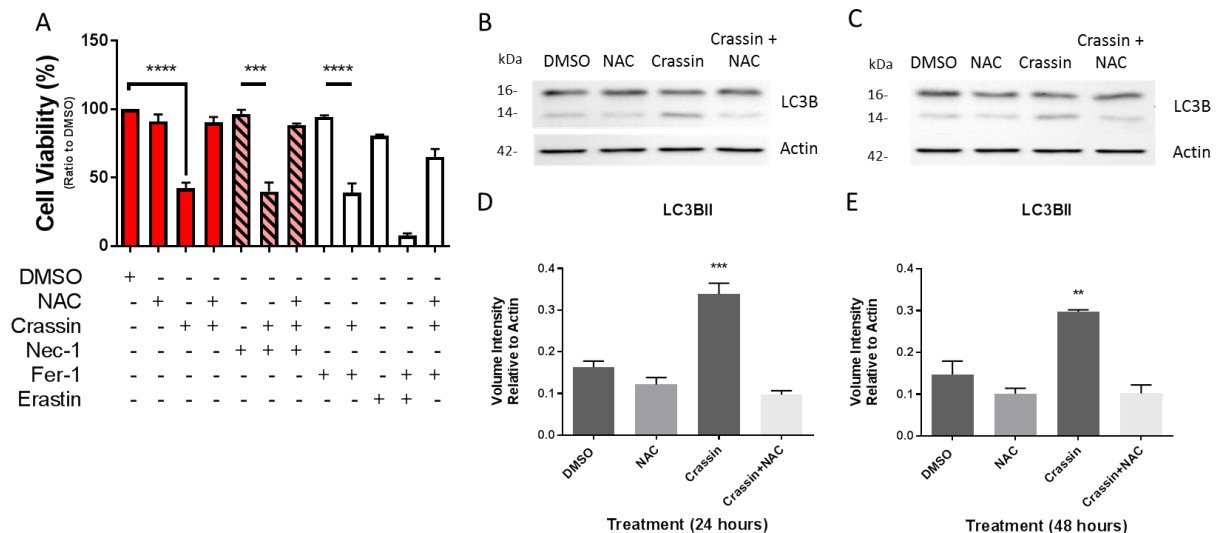 A
150
100
50
0
Cell Viability (%)
(Ratio to DMSO)
**** *** ****
DMSO + - - - - - - - - - - -
NAC - + - + - - + - - - - +
Crassin - - + + - + + - + - - +
Nec-1 - - - - + + + - - - - -
Fer-1 - - - - - - - + + - + +
Erastin - - - - - - - - - + + -
B
kDa DMSO NAC Crassin Crassin + NAC
16-
14-
LC3B
42-
Actin
C
kDa DMSO NAC Crassin Crassin + NAC
16-
14-
LC3B
42-
Actin
D
LC3BII
0.4
0.3
0.2
0.1
0.0
Volume Intensity
Relative to Actin
***
DMSO NAC Crassin Crassin+NAC
Treatment (24 hours)
E
LC3BII
0.4
0.3
0.2
0.1
0.0
Volume Intensity
Relative to Actin
**
DMSO NAC Crassin Crassin+NAC
Treatment (48 hours)